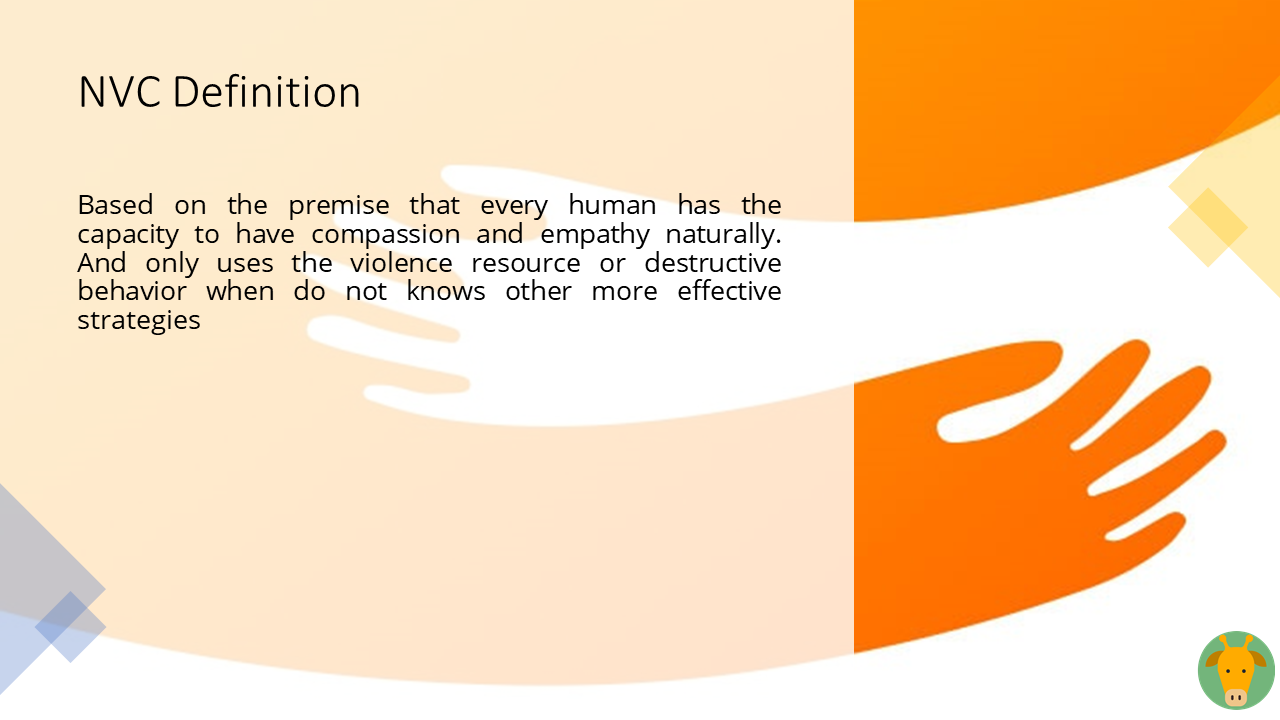 NVC Definition
Based on the premise that every human has the
capacity to have compassion and empathy naturally.
And only uses the violence resource or destructive
behavior when do not knows other more effective
strategies